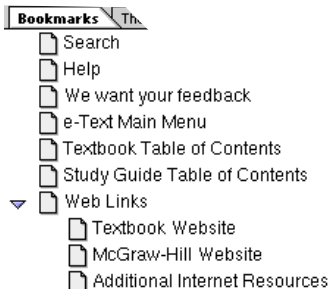 Bookmarks
Search
Help
We want your feedback
e-Text Main Menu
Textbook Table of Contents
Study Guide Table of Contents
Web Links
Textbook Website
McGraw-Hill Website
Additional Internet Resources